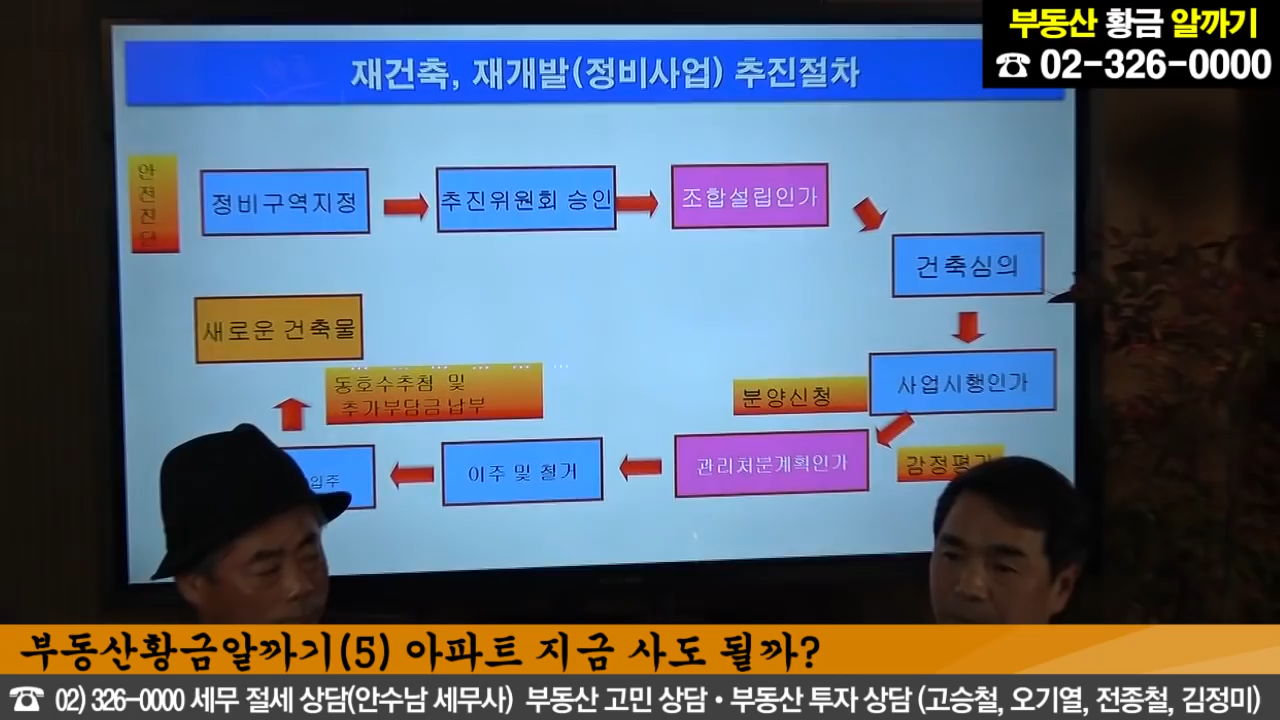 부동산 황금 알까기
☎ 02-326-0000
재건축, 재개발(정비사업) 추진절차
안
전
진
단
정비구역지정
추진위원회 승인
조합설립인가
건축심의
새로운 건축물
사업시행인가
동호수추첨 및
추가부담금 납부
분양신청
관리처분계획인가
감정평가
이주 및 철거
입주
부동산황금알까기(5) 아파트 지금 사도 될까?
☎ 02) 326-0000 세무 절세 상담(안수남 세무사) 부동산 고민 상담・부동산 투자 상담 (고승철, 오기열, 전종철, 김정미)